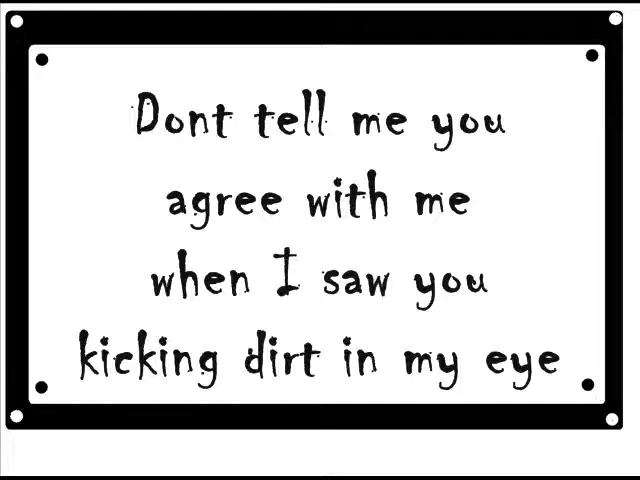 Dont tell me you
agree with me
when I saw you
kicking dirt in my eye